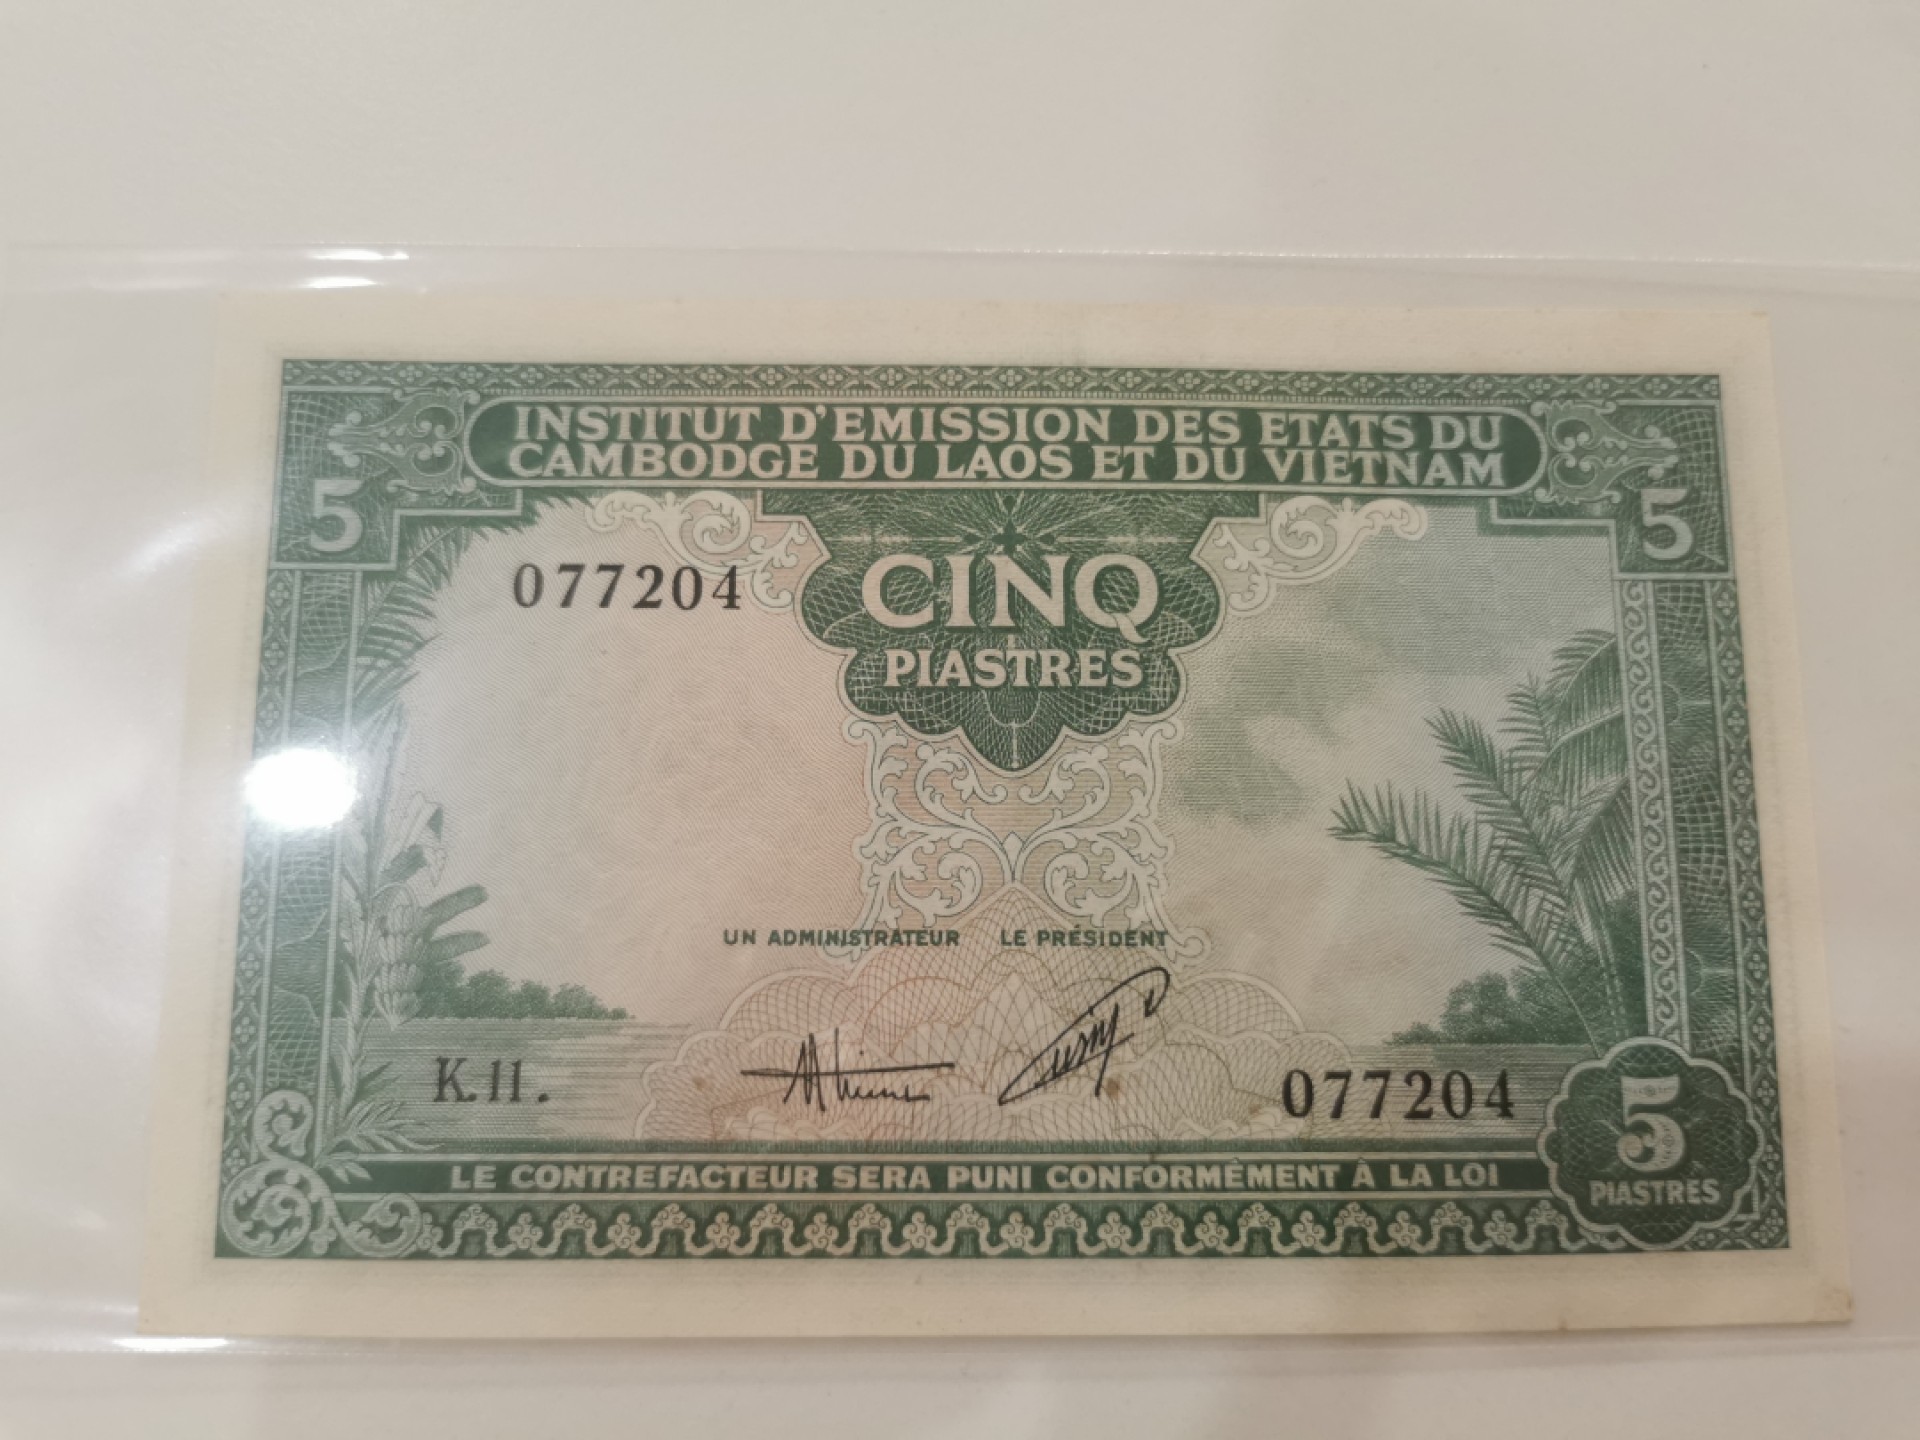 INSTITUT D'EMISSION DES ETATS DU
CAMBODGE DU LAOS ET DU VIETNAM
5
5
077204
CINQ
PIASTRES
UN ADMINISTRATEUR LE PRÉSIDENT
K.11.
077204
5
PIASTRES
LE CONTREFACTEUR SERA PUNI CONFORMÉMENT À LA LOI